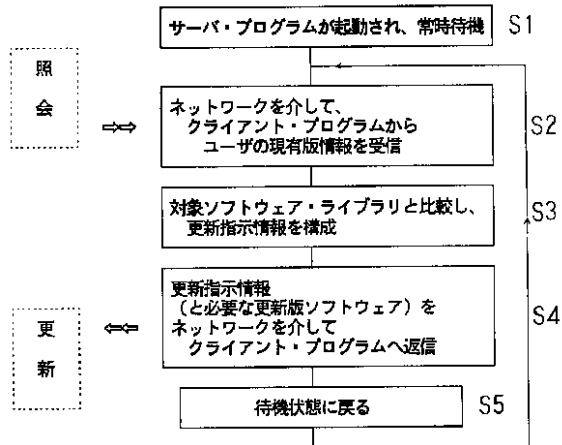 サーバ・プログラムが起動され、常時待機
S1
照
会
ネットワークを介して、
クライアント・プログラムから
ユーザの現有版情報を受信
S2
対象ソフトウェア・ライブラリと比較し、
更新指示情報を構成
S3
更新指示情報
（と必要な更新版ソフトウェア）を
ネットワークを介して
クライアント・プログラムへ返信
S4
更
新
待機状態に戻る
S5